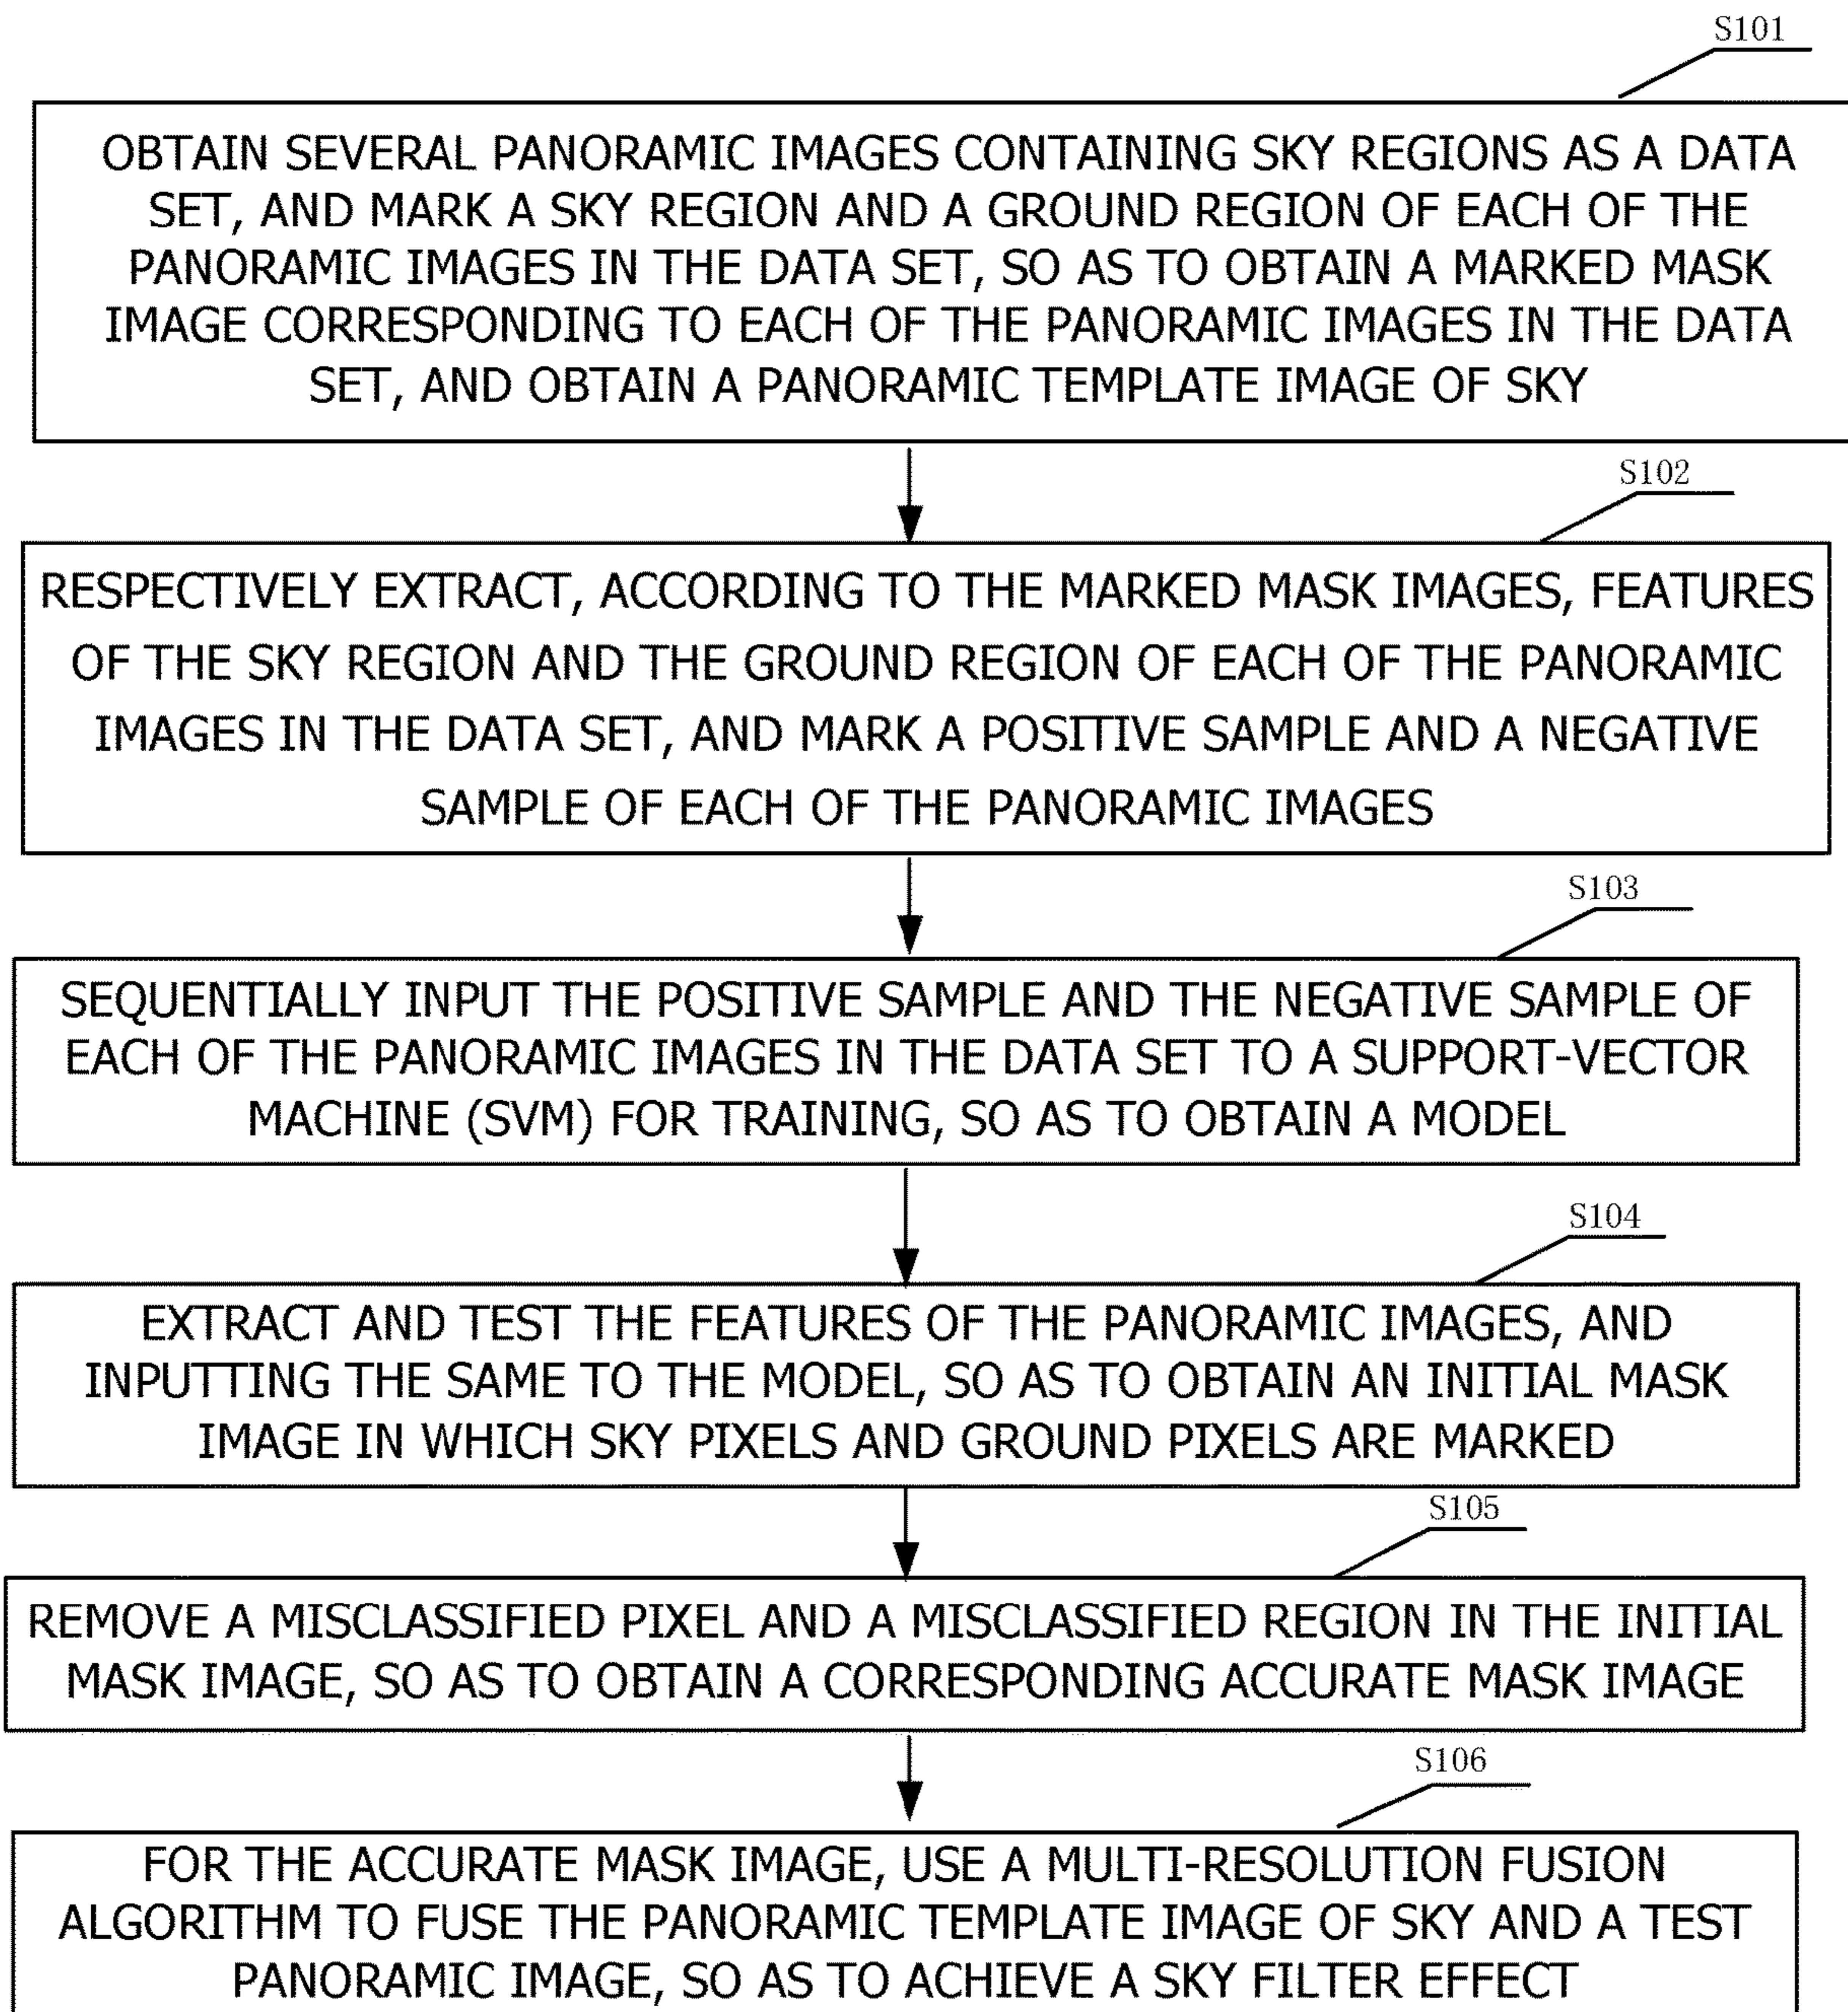 S101
OBTAIN SEVERAL PANORAMIC IMAGES CONTAINING SKY REGIONS AS A DATA
SET, AND MARK A SKY REGION AND A GROUND REGION OF EACH OF THE
PANORAMIC IMAGES IN THE DATA SET, SO AS TO OBTAIN A MARKED MASK
IMAGE CORRESPONDING TO EACH OF THE PANORAMIC IMAGES IN THE DATA
SET, AND OBTAIN A PANORAMIC TEMPLATE IMAGE OF SKY
S102
RESPECTIVELY EXTRACT, ACCORDING TO THE MARKED MASK IMAGES, FEATURES
OF THE SKY REGION AND THE GROUND REGION OF EACH OF THE PANORAMIC
IMAGES IN THE DATA SET, AND MARK A POSITIVE SAMPLE AND A NEGATIVE
SAMPLE OF EACH OF THE PANORAMIC IMAGES
S103
SEQUENTIALLY INPUT THE POSITIVE SAMPLE AND THE NEGATIVE SAMPLE OF
EACH OF THE PANORAMIC IMAGES IN THE DATA SET TO A SUPPORT-VECTOR
MACHINE (SVM) FOR TRAINING, SO AS TO OBTAIN A MODEL
S104
EXTRACT AND TEST THE FEATURES OF THE PANORAMIC IMAGES, AND
INPUTTING THE SAME TO THE MODEL, SO AS TO OBTAIN AN INITIAL MASK
IMAGE IN WHICH SKY PIXELS AND GROUND PIXELS ARE MARKED
S105
REMOVE A MISCLASSIFIED PIXEL AND A MISCLASSIFIED REGION IN THE INITIAL
MASK IMAGE, SO AS TO OBTAIN A CORRESPONDING ACCURATE MASK IMAGE
S106
FOR THE ACCURATE MASK IMAGE, USE A MULTI-RESOLUTION FUSION
ALGORITHM TO FUSE THE PANORAMIC TEMPLATE IMAGE OF SKY AND A TEST
PANORAMIC IMAGE, SO AS TO ACHIEVE A SKY FILTER EFFECT